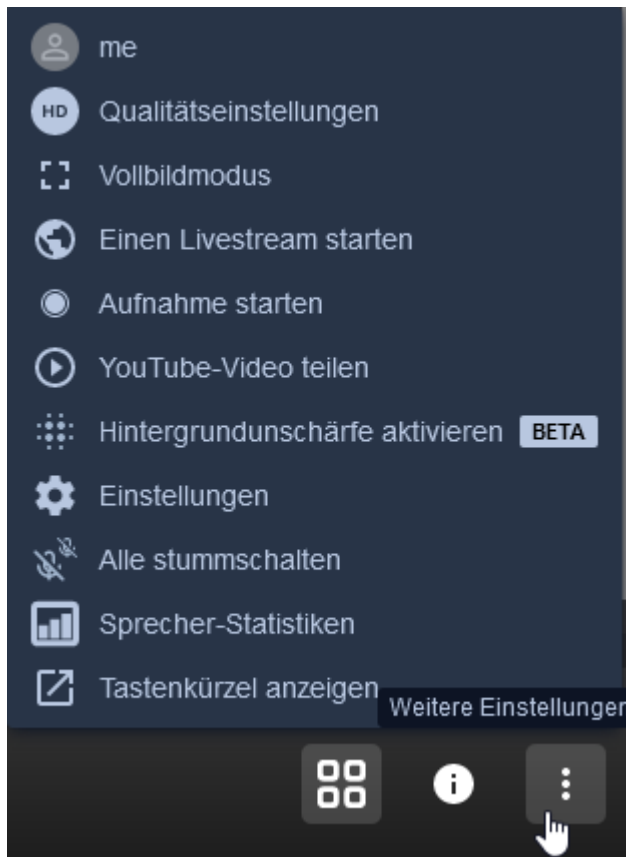 me
HD
Qualitätseinstellungen
Vollbildmodus
Einen Livestream starten
Aufnahme starten
YouTube-Video teilen
Hintergrundunschärfe aktivieren BETA
Einstellungen
Alle stummschalten
Sprecher-Statistiken
Tastenkürzel anzeigen
Weitere Einstellungen